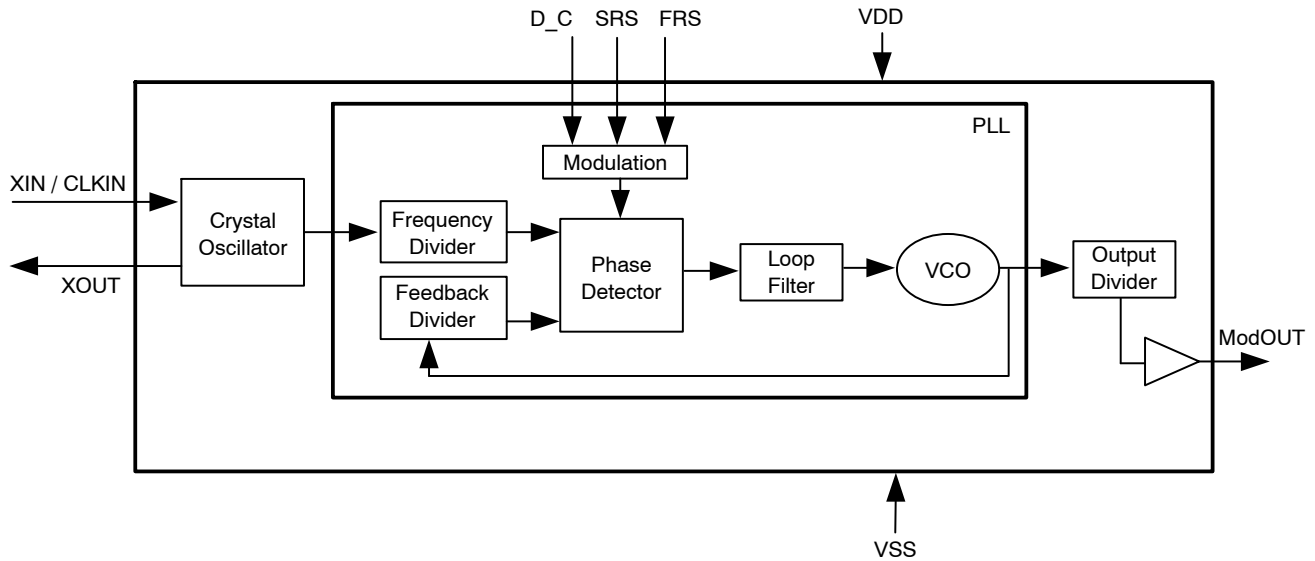 D_C SRS FRS
VDD
PLL
Modulation
XIN / CLKIN
Crystal
Oscillator
XOUT
Frequency
Divider
Feedback
Divider
Phase
Detector
Loop
Filter
VCO
Output
Divider
ModOUT
VSS